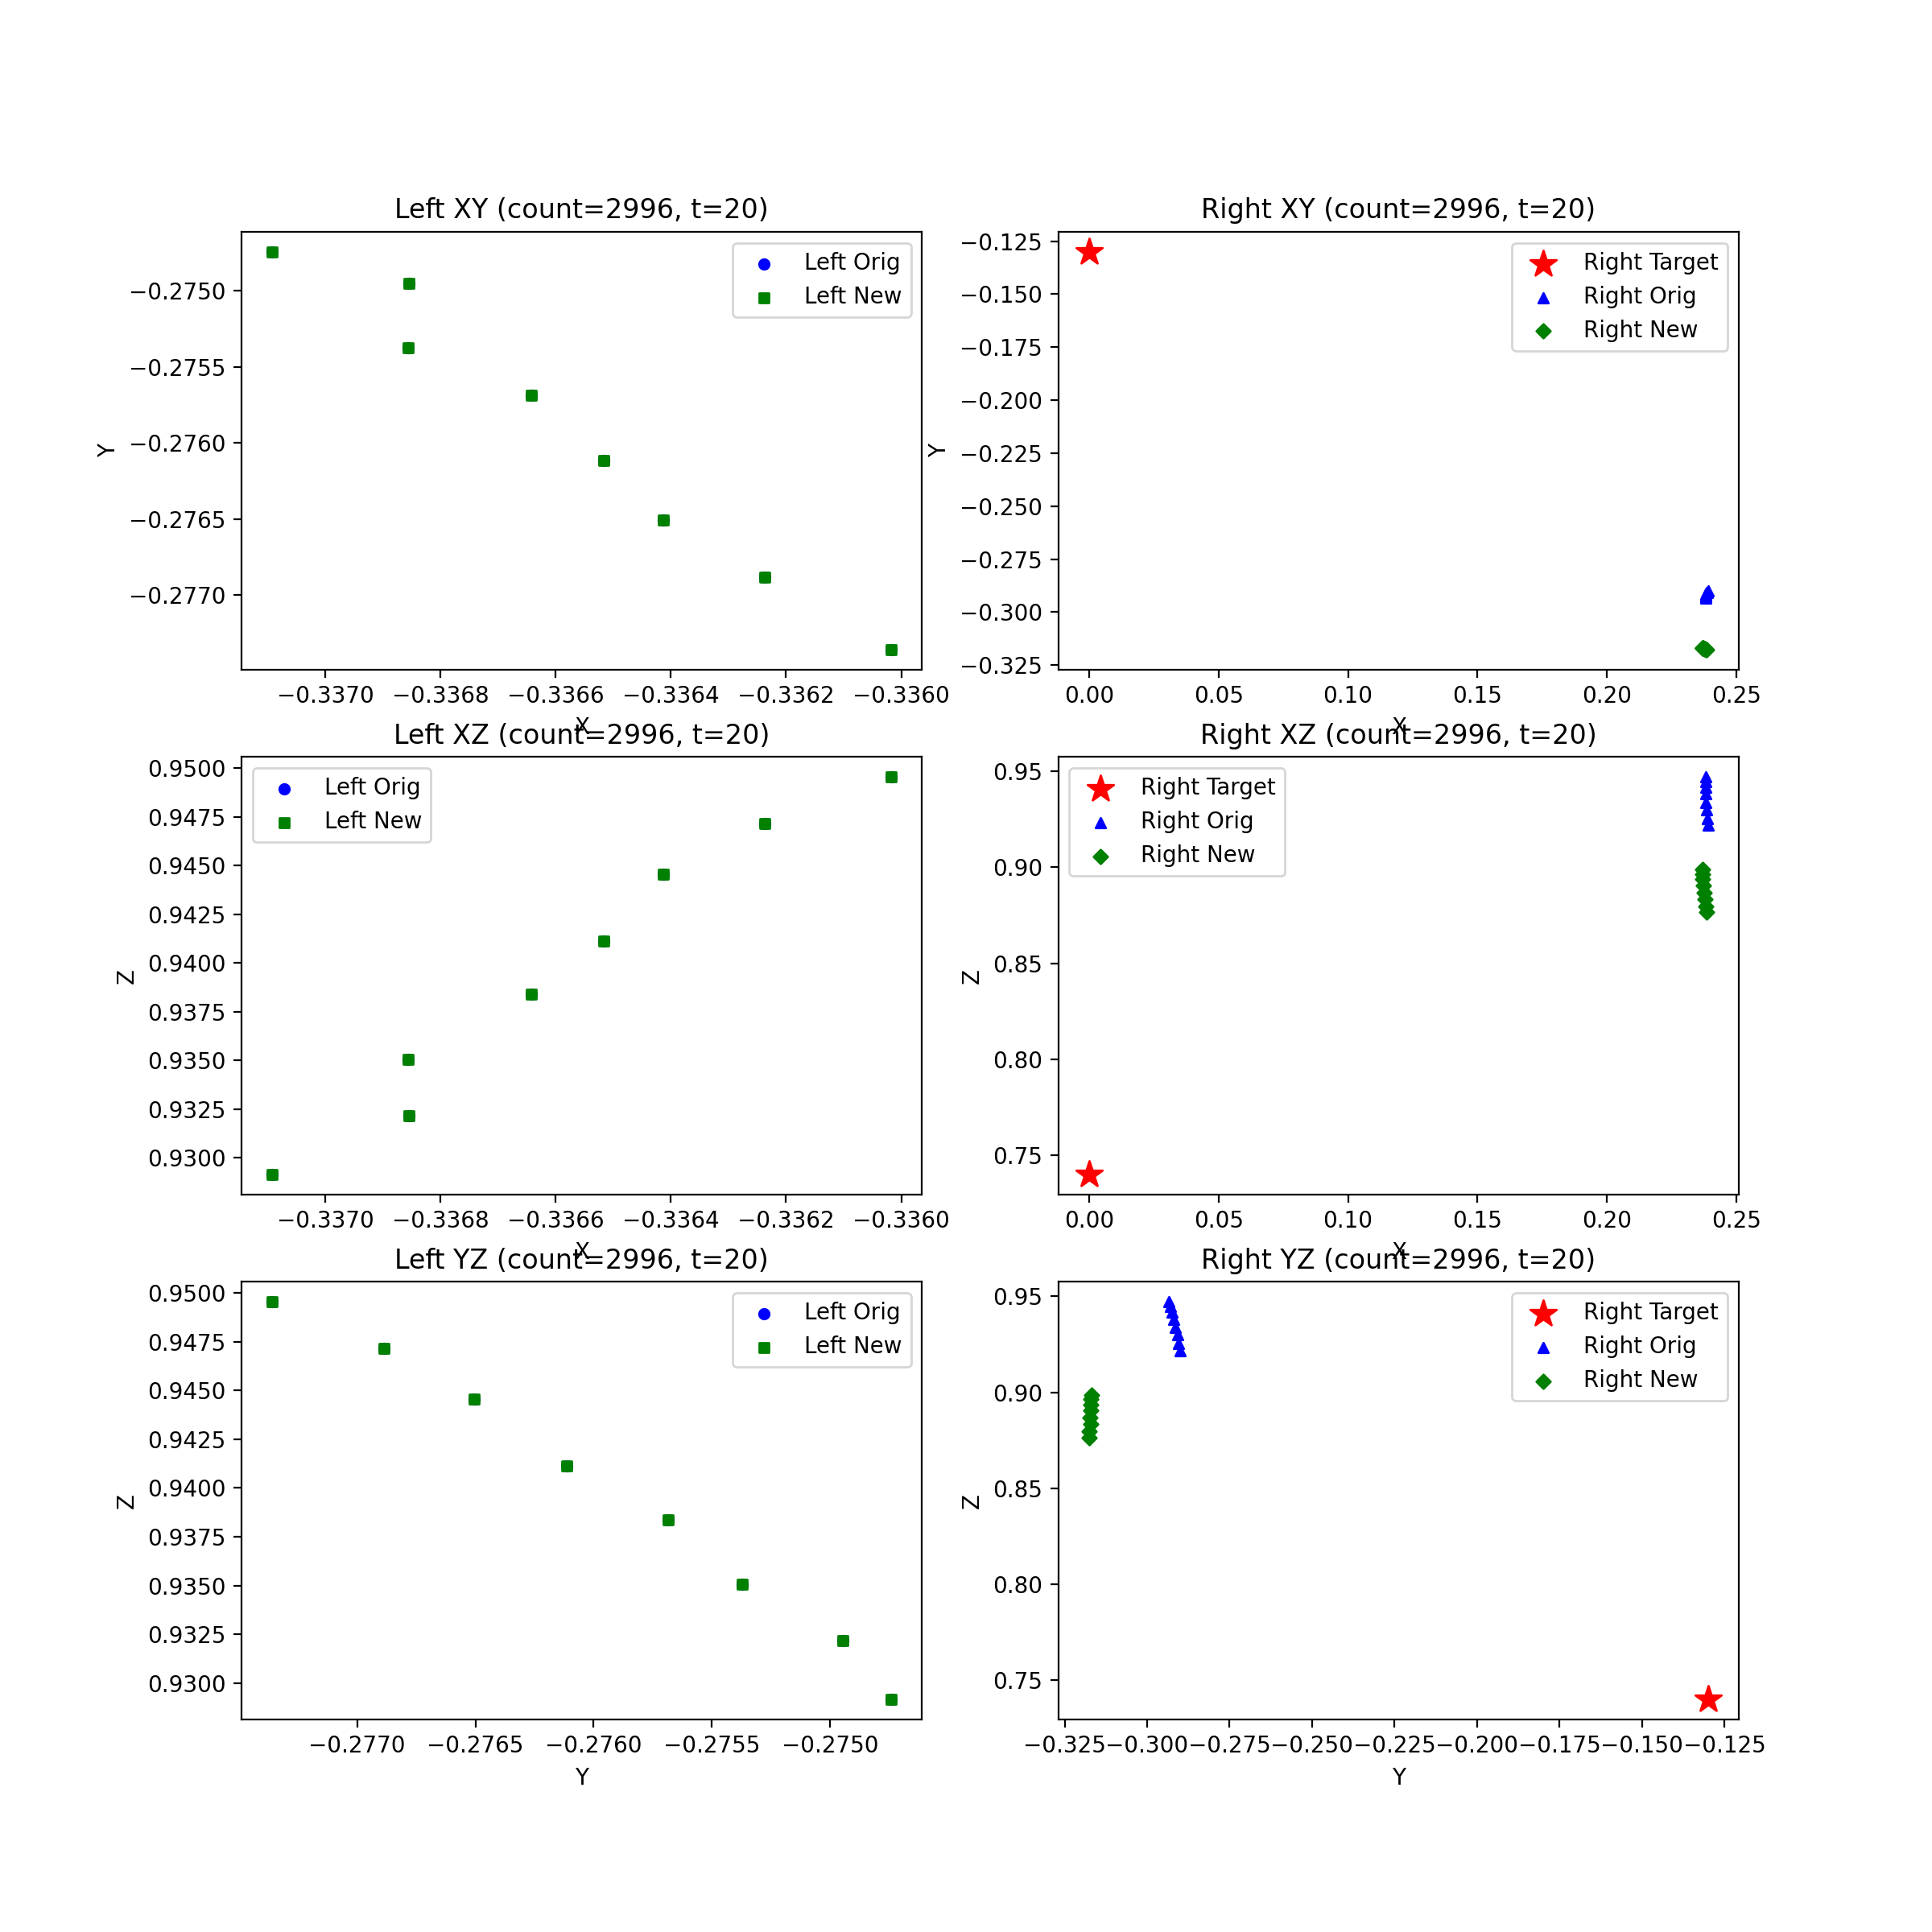 Left XY (count=2996, t=20)
Left Orig
Left New
−0.2750
−0.2755
−0.2760
−0.2765
−0.2770
Y
−0.3370 −0.3368 −0.3366 −0.3364 −0.3362 −0.3360
X
Right XY (count=2996, t=20)
Right Target
Right Orig
Right New
−0.125
−0.150
−0.175
−0.200
−0.225
−0.250
−0.275
−0.300
−0.325
Y
0.00 0.05 0.10 0.15 0.20 0.25
X
Left XZ (count=2996, t=20)
Left Orig
Left New
0.9500
0.9475
0.9450
0.9425
0.9400
0.9375
0.9350
0.9325
0.9300
Z
−0.3370 −0.3368 −0.3366 −0.3364 −0.3362 −0.3360
X
Right XZ (count=2996, t=20)
Right Target
Right Orig
Right New
0.95
0.90
0.85
0.80
0.75
Z
0.00 0.05 0.10 0.15 0.20 0.25
X
Left YZ (count=2996, t=20)
Left Orig
Left New
0.9500
0.9475
0.9450
0.9425
0.9400
0.9375
0.9350
0.9325
0.9300
Z
−0.2770 −0.2765 −0.2760 −0.2755 −0.2750
Y
Right YZ (count=2996, t=20)
Right Target
Right Orig
Right New
0.95
0.90
0.85
0.80
0.75
Z
−0.325 −0.300 −0.275 −0.250 −0.225 −0.200 −0.175 −0.150 −0.125
Y